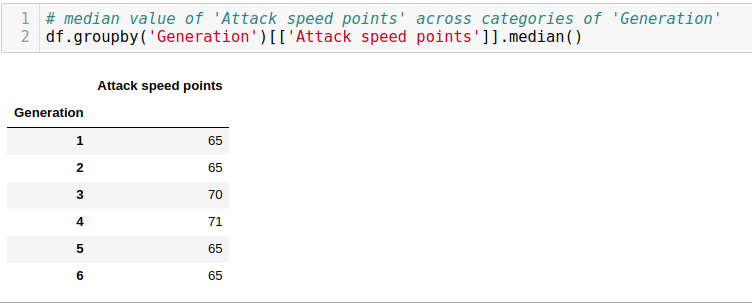 1 # median value of 'Attack speed points' across categories of 'Generation'
2 df.groupby('Generation')[['Attack speed points']].median()
Attack speed points
Generation
1 65
2 65
3 70
4 71
5 65
6 65